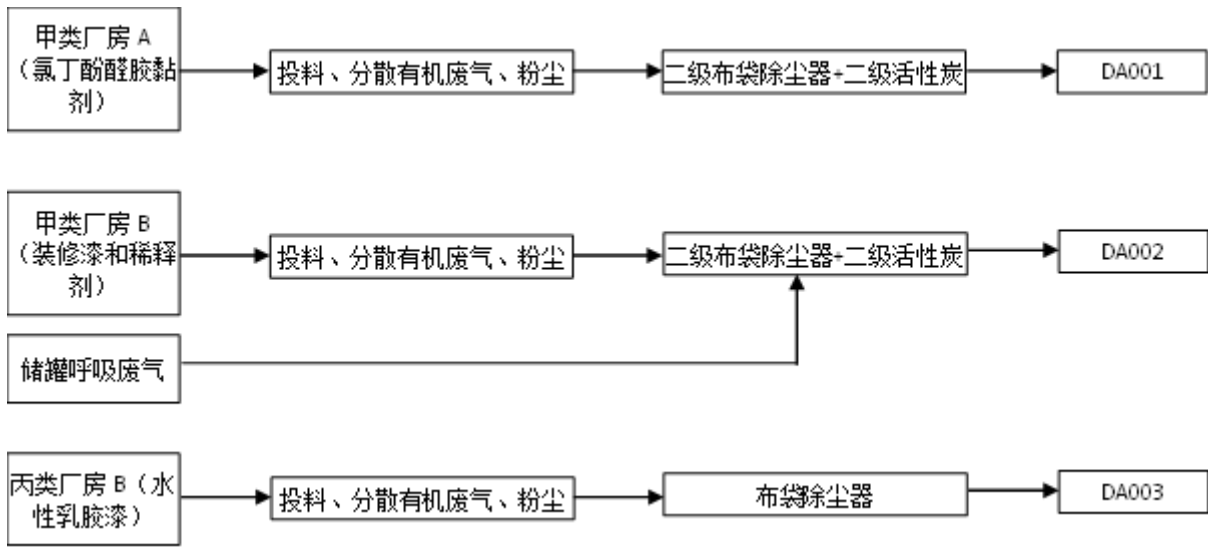 甲类厂房 A
（氯丁酚醛胶黏
剂）
投料、分散有机废气、粉尘
二级布袋除尘器+二级活性炭
DA001
甲类厂房 B
（装修漆和稀释
剂）
投料、分散有机废气、粉尘
二级布袋除尘器+二级活性炭
DA002
储罐呼吸废气
丙类厂房 B（水
性乳胶漆）
投料、分散有机废气、粉尘
布袋除尘器
DA003